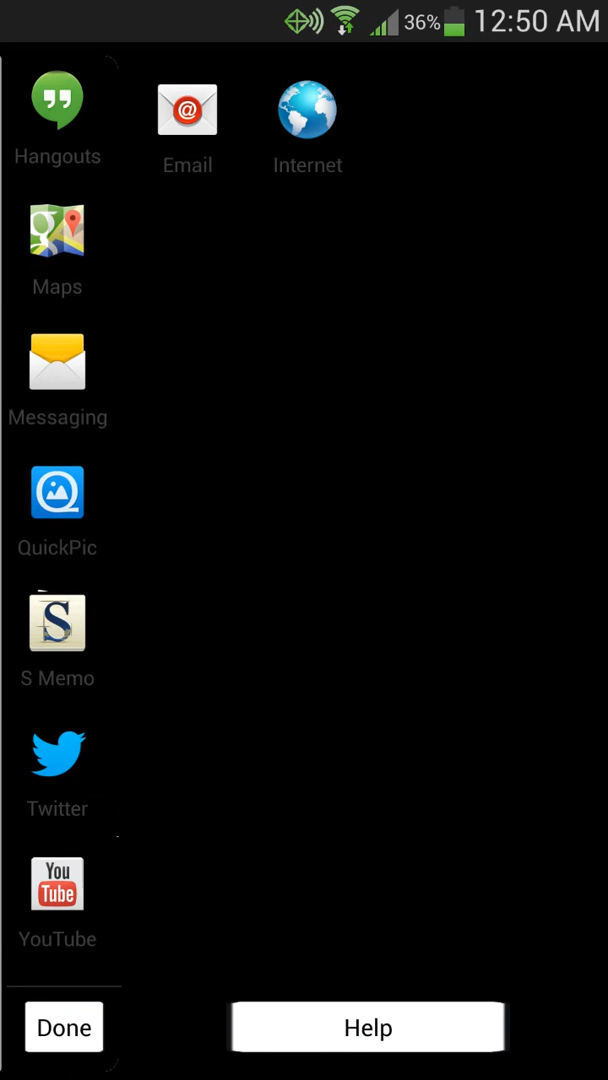 36% 12:50 AM
Hangouts
Email
Internet
Maps
Messaging
QuickPic
S
S Memo
Twitter
You
Tube
YouTube
Done
Help